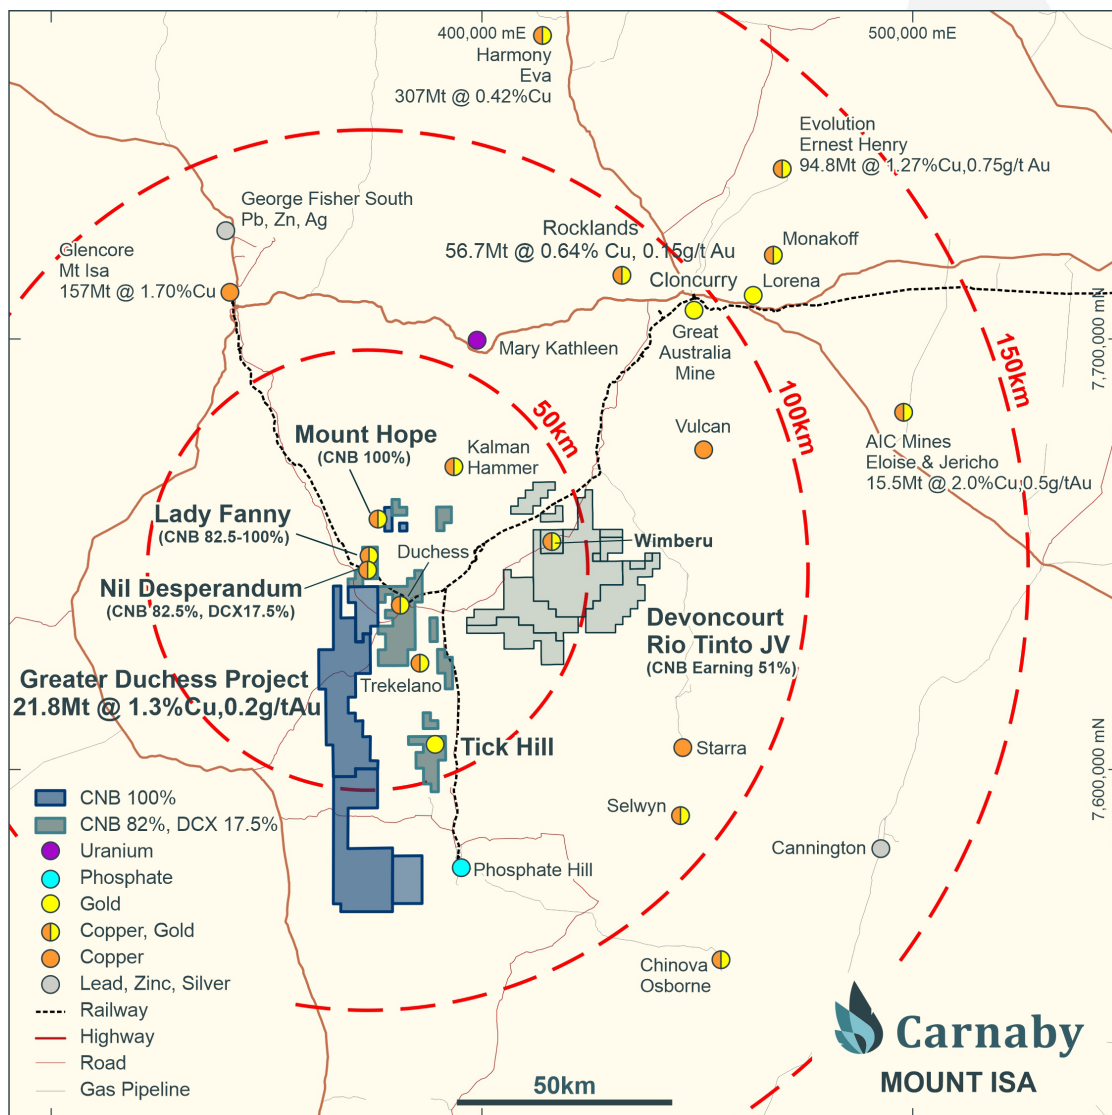 400,000 mE
500,000 mE
Harmony
Eva
307Mt @ 0.42%Cu
Evolution
Ernest Henry
94.8Mt @ 1.27%Cu,0.75g/t Au
George Fisher South
Pb, Zn, Ag
Glencore
Mt Isa
157Mt @ 1.70%Cu
Rocklands
56.7Mt @ 0.64% Cu, 0.15g/t Au
Monakoff
Cloncurry
Lorena
Great
Australia
Mine
Mary Kathleen
7,700,000 mN
150km
100km
50km
Mount Hope
(CNB 100%)
Kalman
Hammer
Vulcan
AIC Mines
Eloise & Jericho
15.5Mt @ 2.0%Cu,0.5g/tAu
Lady Fanny
(CNB 82.5-100%)
Duchess
Wimberu
Nil Desperandum
(CNB 82.5%, DCX17.5%)
Devoncourt
Rio Tinto JV
(CNB Earning 51%)
Greater Duchess Project
21.8Mt @ 1.3%Cu,0.2g/tAu
Trekelano
Tick Hill
Starra
7,600,000 mN
Selwyn
Cannington
Phosphate Hill
Chinova
Osborne
CNB 100%
CNB 82%, DCX 17.5%
Uranium
Phosphate
Gold
Copper, Gold
Copper
Lead, Zinc, Silver
Railway
Highway
Road
Gas Pipeline
50km
Carnaby
MOUNT ISA